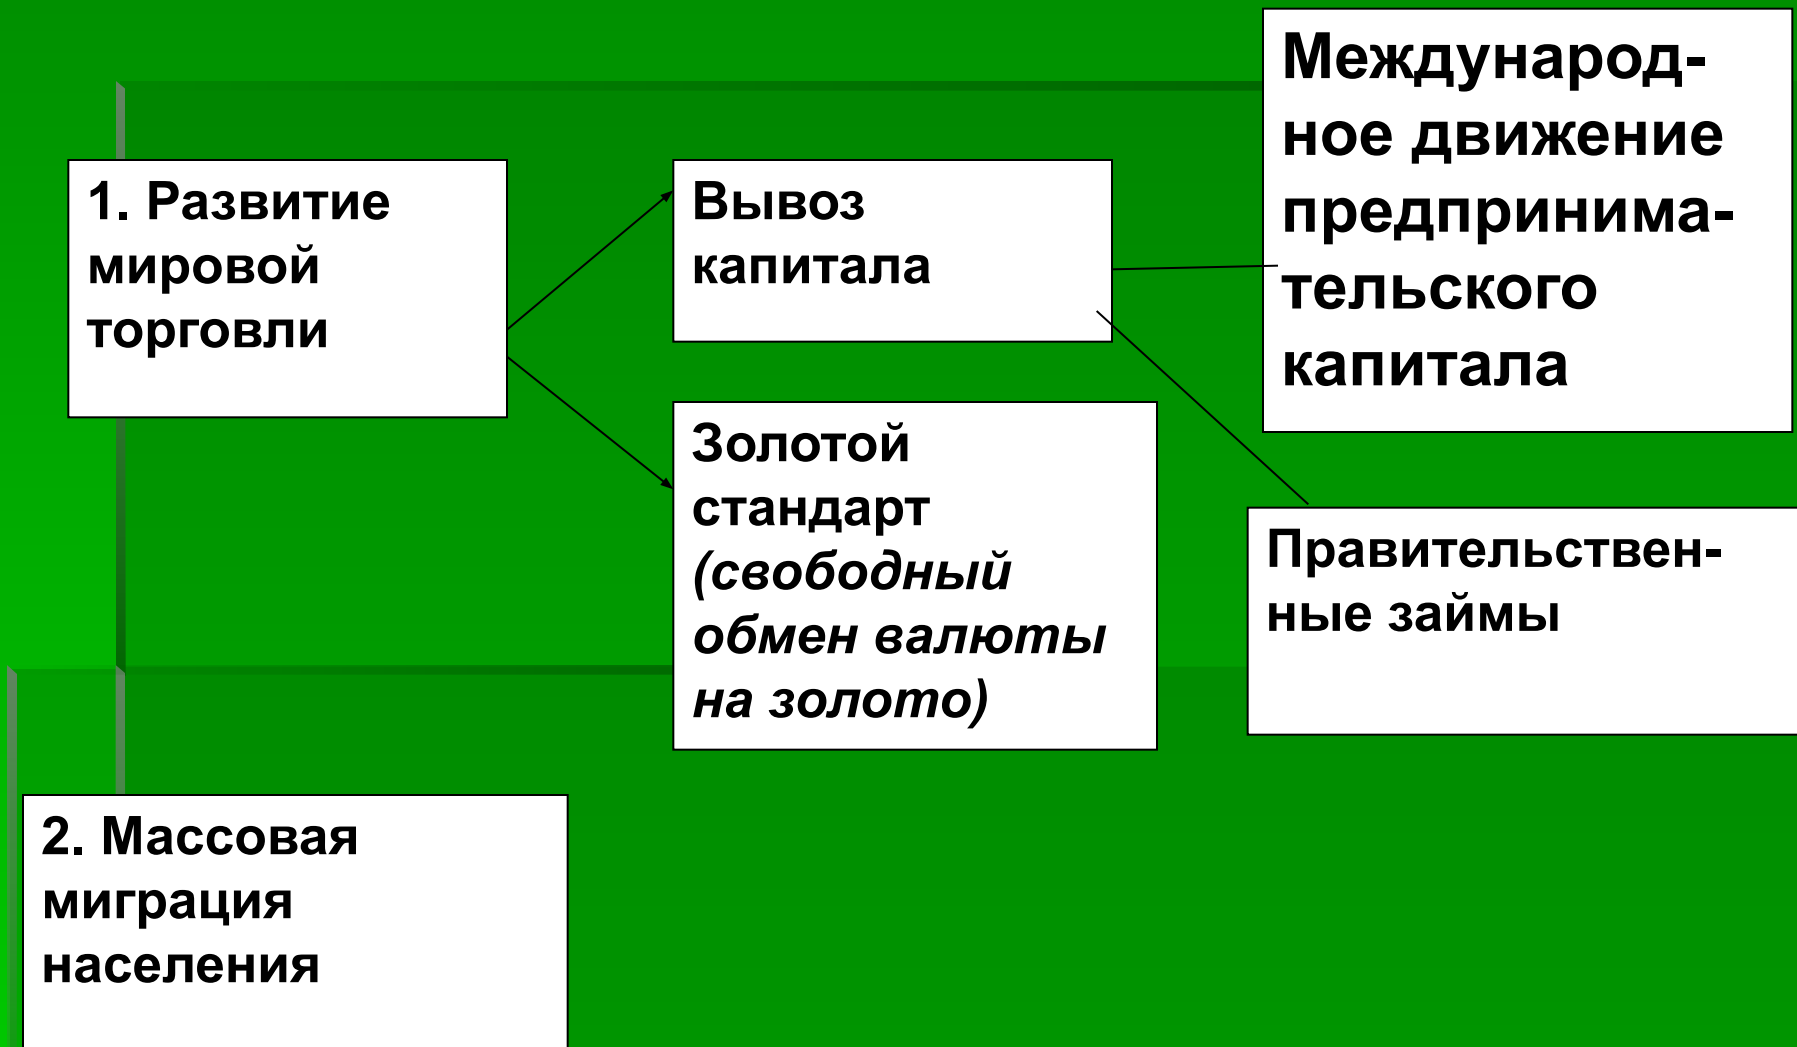 1. Развитие
мировой
торговли
Вывоз
капитала
Международ-
ное движение
предпринима-
тельского
капитала
Золотой
стандарт
(свободный
обмен валюты
на золото)
Правительствен-
ные займы
2. Массовая
миграция
населения